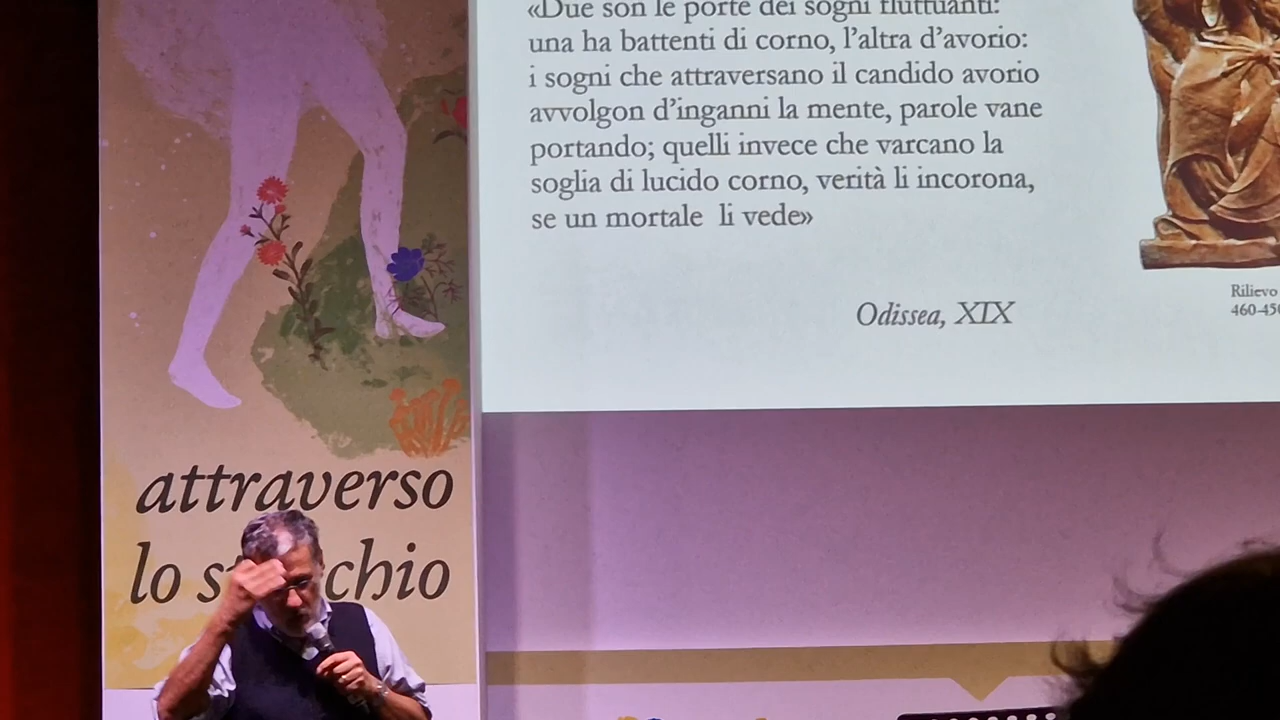 «Due son le porte dei sogni fluttuanti:
una ha battenti di corno, l'altra d'avorio:
i sogni che attraversano il candido avorio
avvolgon d'inganni la mente, parole vane
portando; quelli invece che varcano la
soglia di lucido corno, verità li incorona,
se un mortale li vede»
Odissea, XIX
Rilievo
460-450
attraverso
lo s chio